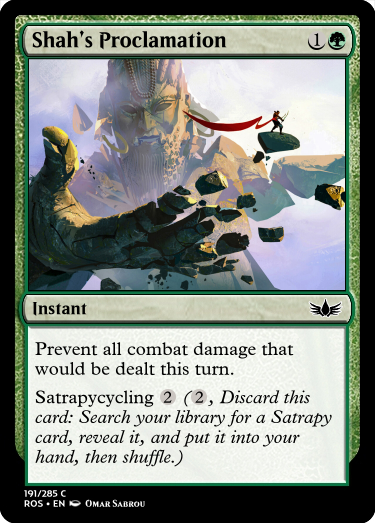 Shah's Proclamation 1
Instant
Prevent all combat damage that
would be dealt this turn.
Satrapycycling 2 (2, Discard this
card: Search your library for a Satrapy
card, reveal it, and put it into your
hand, then shuffle.)
191/285 C
ROS • EN Omar Sabrou